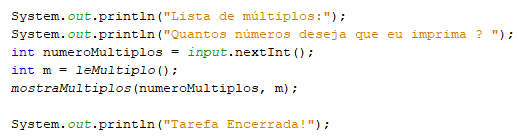 System.out.println("Lista de múltiplos:");
System.out.println("Quantos números deseja que eu imprima ? ");
int numeroMultiplos = input.nextInt();
int m = leMultiplo();
mostraMultiplos(numeroMultiplos, m);
System.out.println("Tarefa Encerrada!");